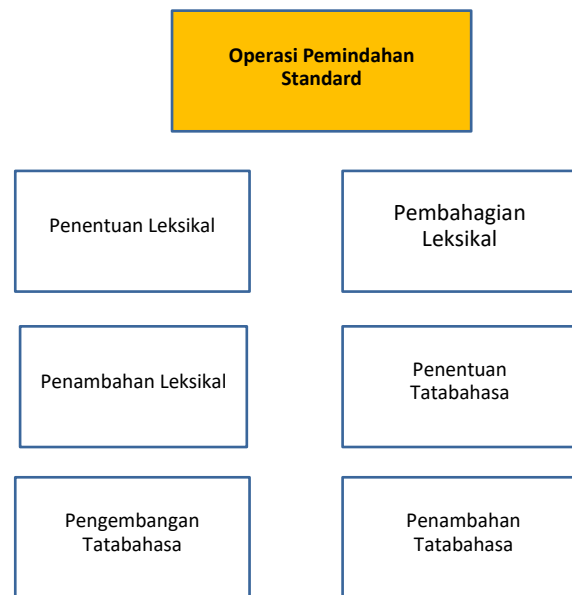 Operasi Pemindahan
Standard
Penentuan Leksikal
Pembahagian
Leksikal
Penambahan Leksikal
Penentuan
Tatabahasa
Pengembangan
Tatabahasa
Penambahan
Tatabahasa